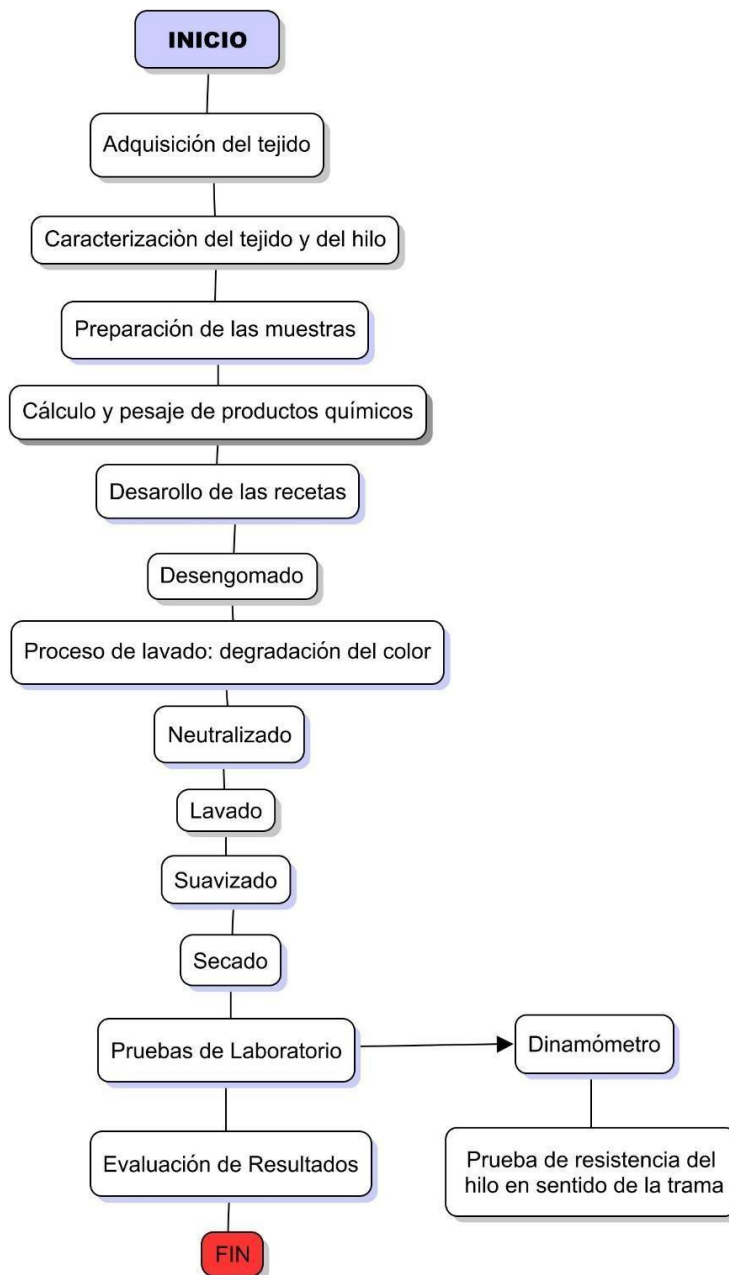 INICIO
Adquisición del tejido
Caracterizaciòn del tejido y del hilo
Preparación de las muestras
Cálculo y pesaje de productos químicos
Desarollo de las recetas
Desengomado
Proceso de lavado: degradación del color
Neutralizado
Lavado
Suavizado
Secado
Pruebas de Laboratorio
Dinamómetro
Evaluación de Resultados
Prueba de resistencia del
hilo en sentido de la trama
FIN